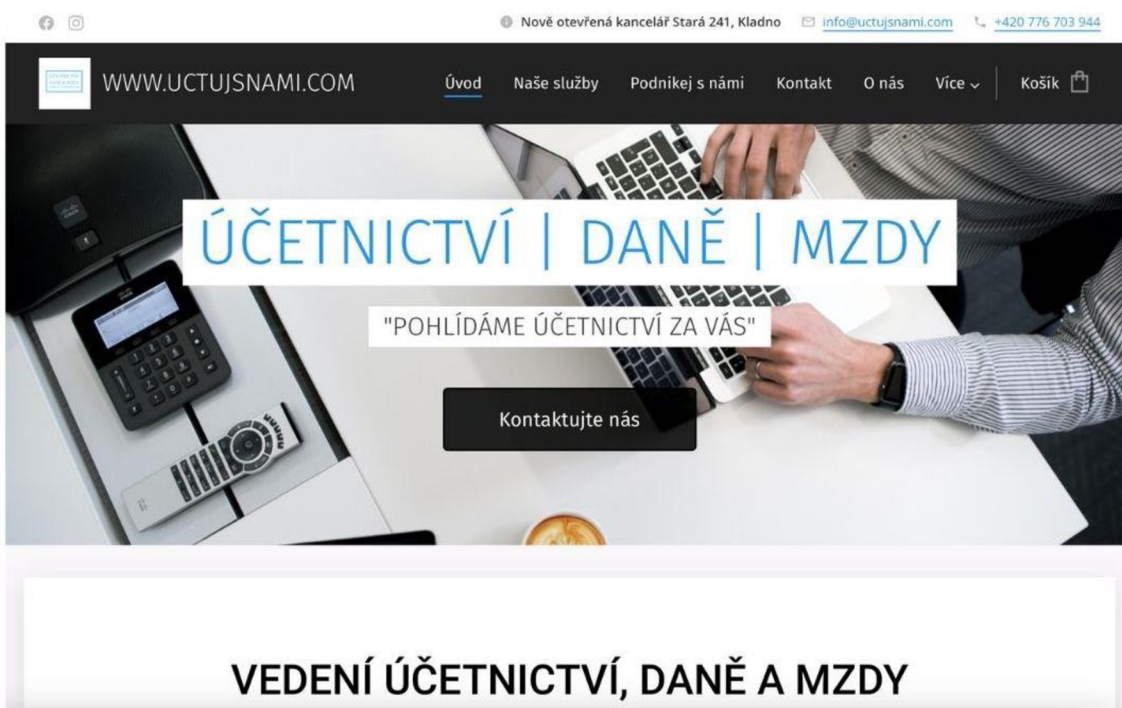 Nově otevřená kancelář Stará 241, Kladno info@uctujsnami.com +420 776 703 944
WWW.UCTUJSNAMI.COM Úvod Naše služby Podnikej s námi Kontakt O nás Více Košík
ÚČETNICTVÍ | DANĚ | MZDY
"POHLÍDÁME ÚČETNICTVÍ ZA VÁS"
Kontaktujte nás
VEDENÍ ÚČETNICTVÍ, DANĚ A MZDY